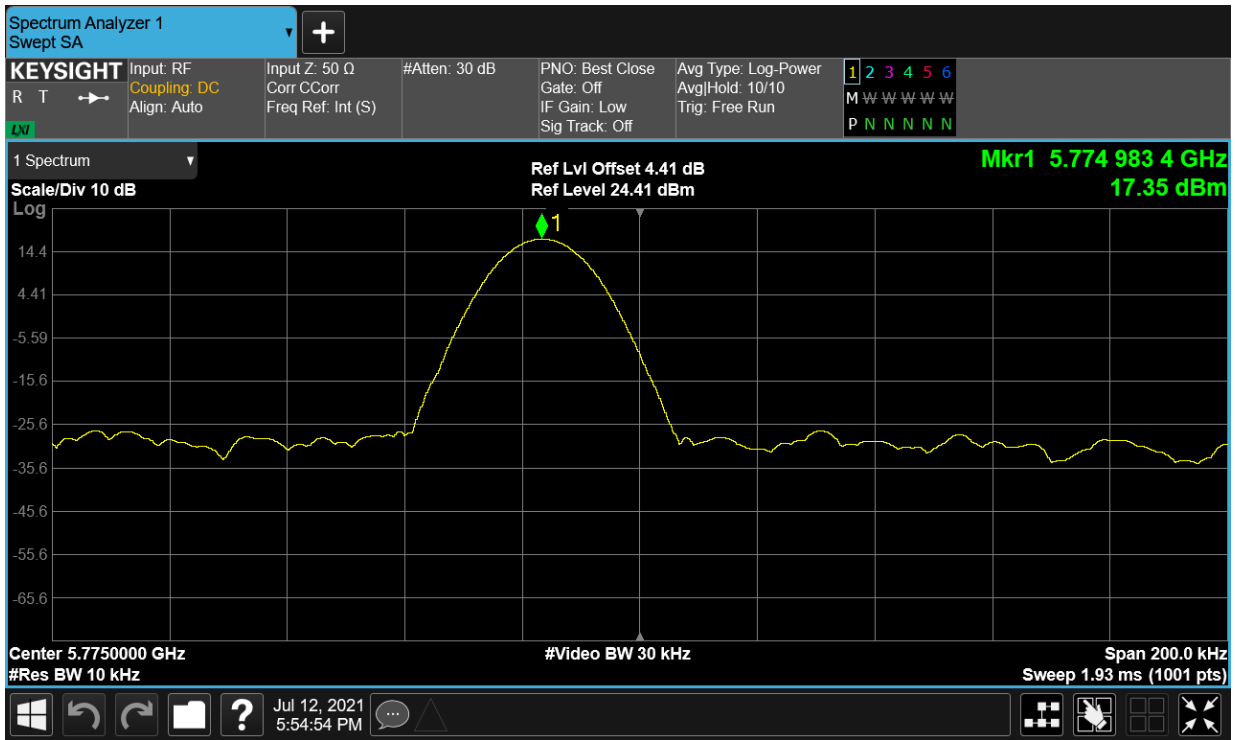 Spectrum Analyzer 1
Swept SA
KEYSIGHT
R T
LXI
Input: RF
Coupling: DC
Align: Auto
Input Z: 50 Ω
Corr CCorr
Freq Ref: Int (S)
#Atten: 30 dB
PNO: Best Close
Gate: Off
IF Gain: Low
Sig Track: Off
Avg Type: Log-Power
Avg|Hold: 10/10
Trig: Free Run
1 2 3 4 5 6
M W W W W W
P N N N N N
1 Spectrum
Scale/Div 10 dB
Log
Ref Lvl Offset 4.41 dB
Ref Level 24.41 dBm
Mkr1 5.774 983 4 GHz
17.35 dBm
1
14.4
4.41
-5.59
-15.6
-25.6
-35.6
-45.6
-55.6
-65.6
Center 5.7750000 GHz
#Res BW 10 kHz
#Video BW 30 kHz
Span 200.0 kHz
Sweep 1.93 ms (1001 pts)
?
Jul 12, 2021
5:54:54 PM